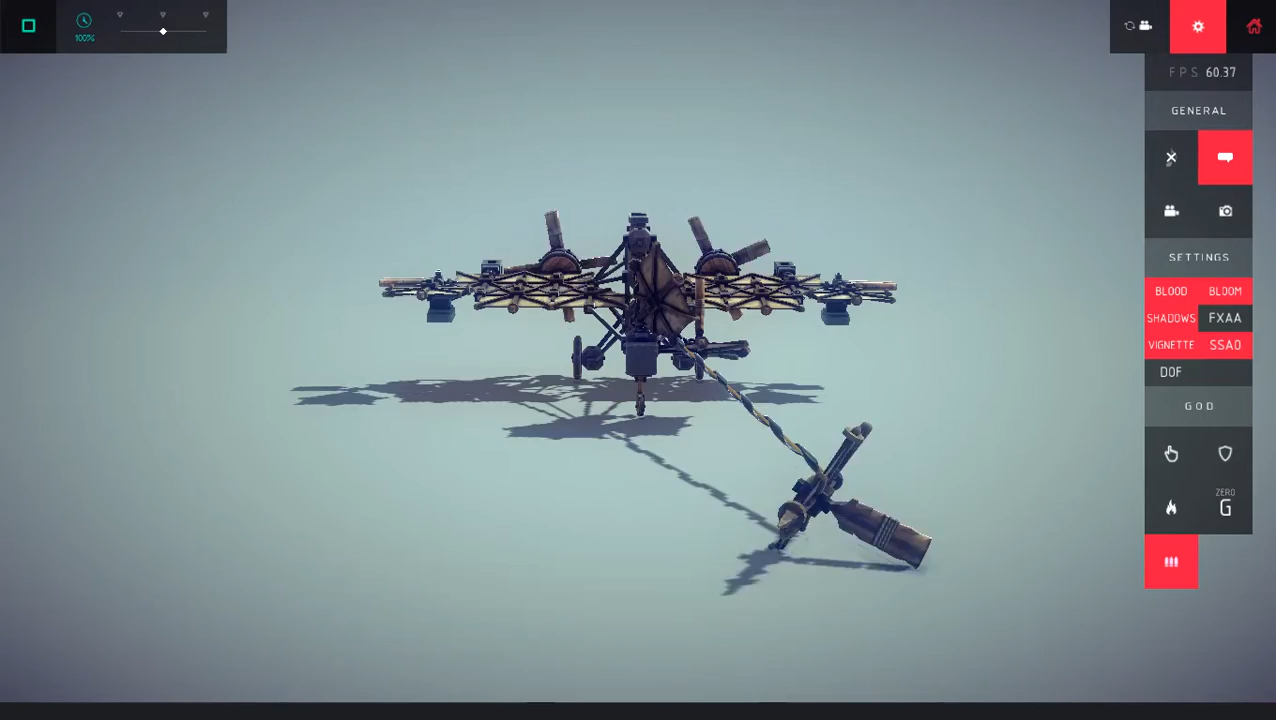 100%
FPS 60.37
GENERAL
SETTINGS
BLOOD BLOOM
SHADOWS FXAA
VIGNETTE SSAO
DOF
GOD
ZERO
G